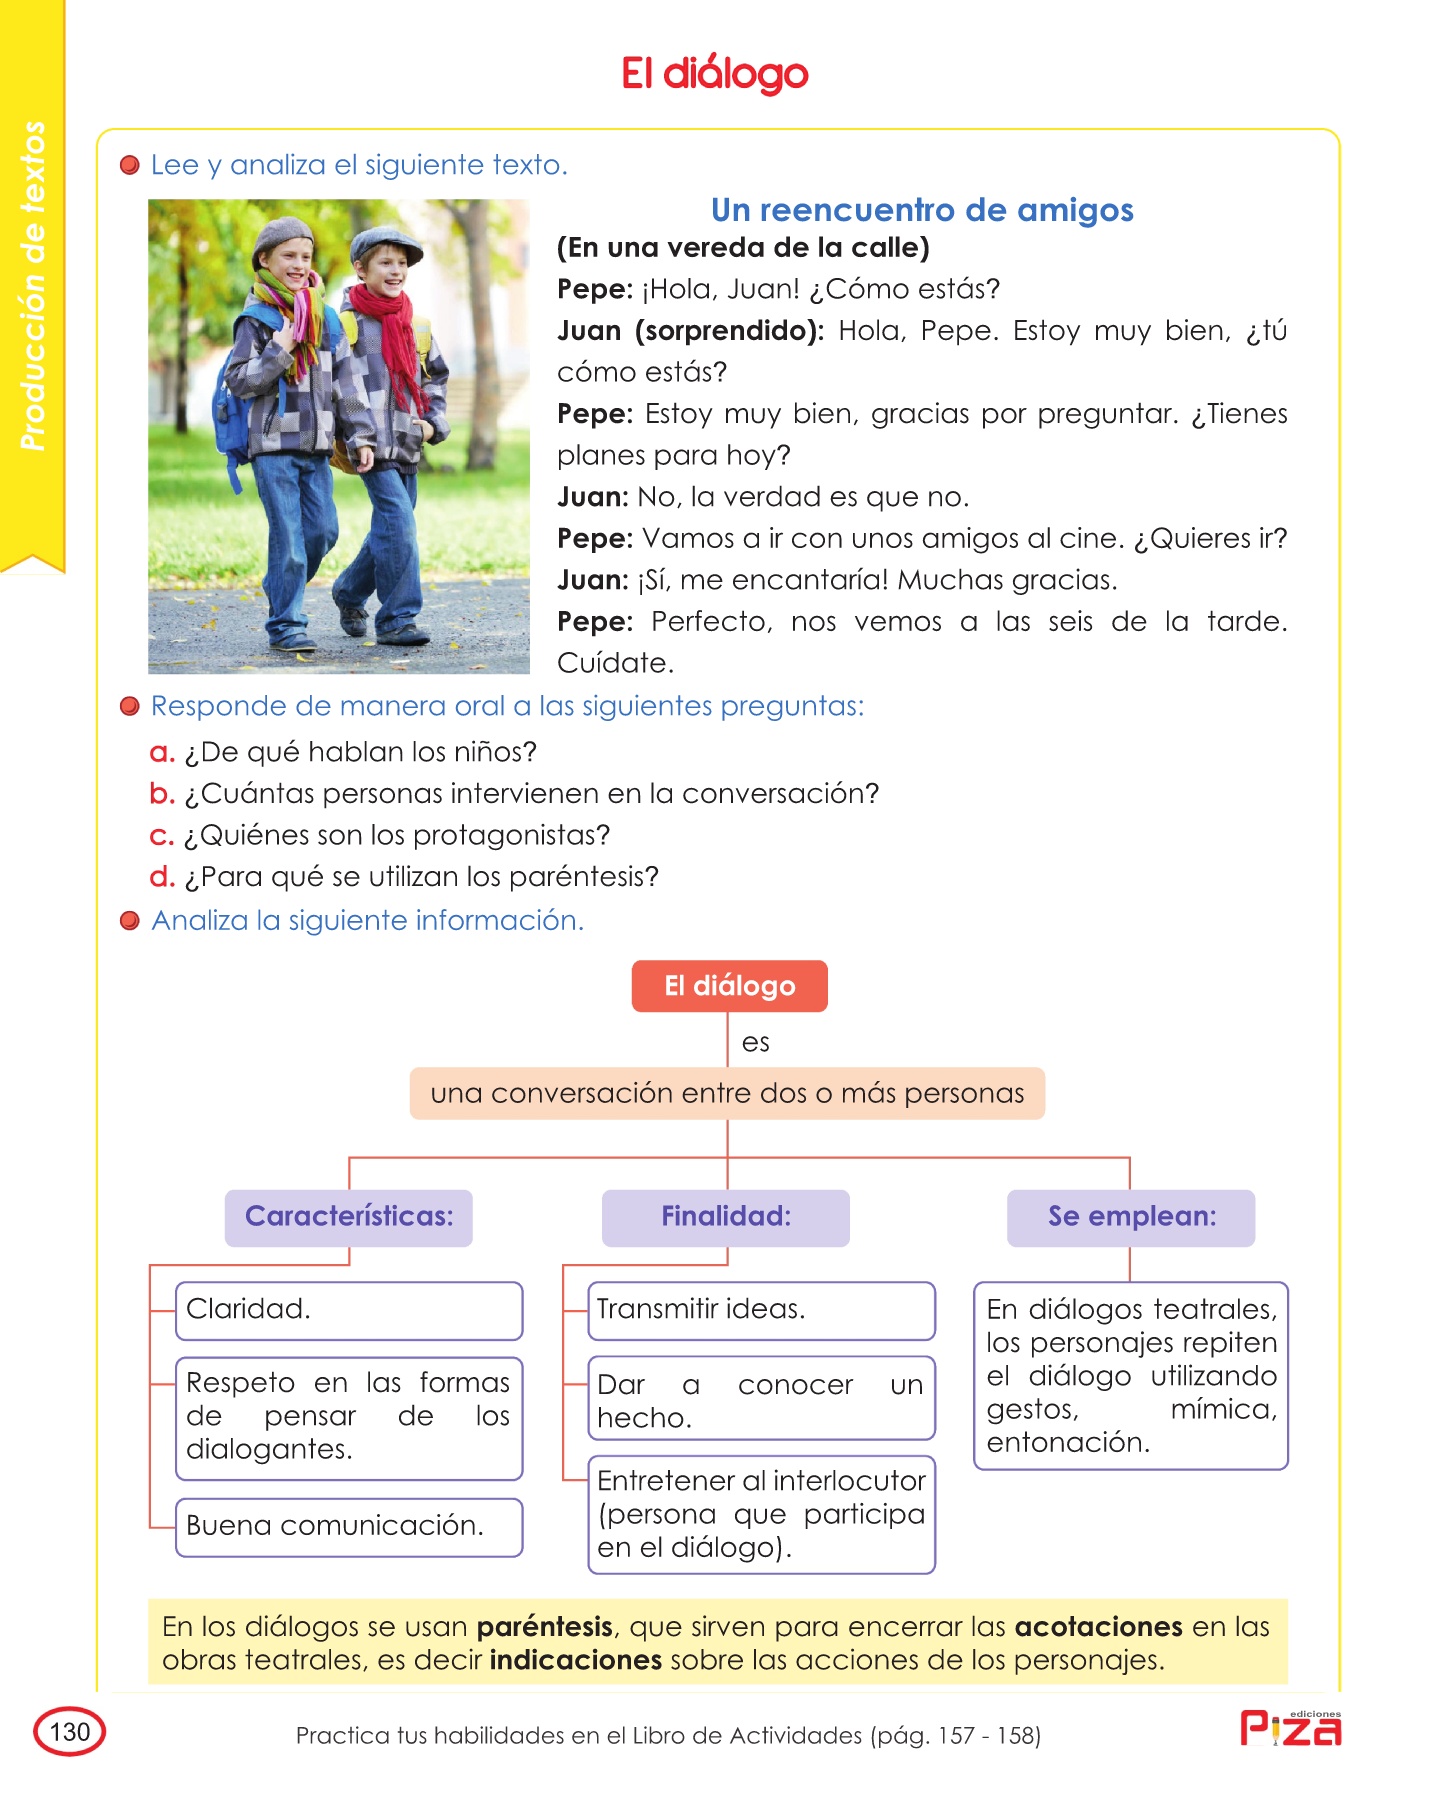 El diálogo
Producción de textos
Lee y analiza el siguiente texto.
Un reencuentro de amigos
(En una vereda de la calle)
Pepe: ¡Hola, Juan! ¿Cómo estás?
Juan (sorprendido): Hola, Pepe. Estoy muy bien, ¿tú
cómo estás?
Pepe: Estoy muy bien, gracias por preguntar. ¿Tienes
planes para hoy?
Juan: No, la verdad es que no.
Pepe: Vamos a ir con unos amigos al cine. ¿Quieres ir?
Juan: ¡Sí, me encantaría! Muchas gracias.
Pepe: Perfecto, nos vemos a las seis de la tarde.
Cuídate.
Responde de manera oral a las siguientes preguntas:
a. ¿De qué hablan los niños?
b. ¿Cuántas personas intervienen en la conversación?
c. ¿Quiénes son los protagonistas?
d. ¿Para qué se utilizan los paréntesis?
Analiza la siguiente información.
El diálogo
es
una conversación entre dos o más personas
Características:
Claridad.
Respeto en las formas
de pensar de los
dialogantes.
Buena comunicación.
Finalidad:
Transmitir ideas.
Dar a conocer un
hecho.
Entretener al interlocutor
(persona que participa
en el diálogo).
Se emplean:
En diálogos teatrales,
los personajes repiten
el diálogo utilizando
gestos, mímica,
entonación.
En los diálogos se usan paréntesis, que sirven para encerrar las acotaciones en las
obras teatrales, es decir indicaciones sobre las acciones de los personajes.
130
Practica tus habilidades en el Libro de Actividades (pág. 157 - 158)
ediciones
Piza